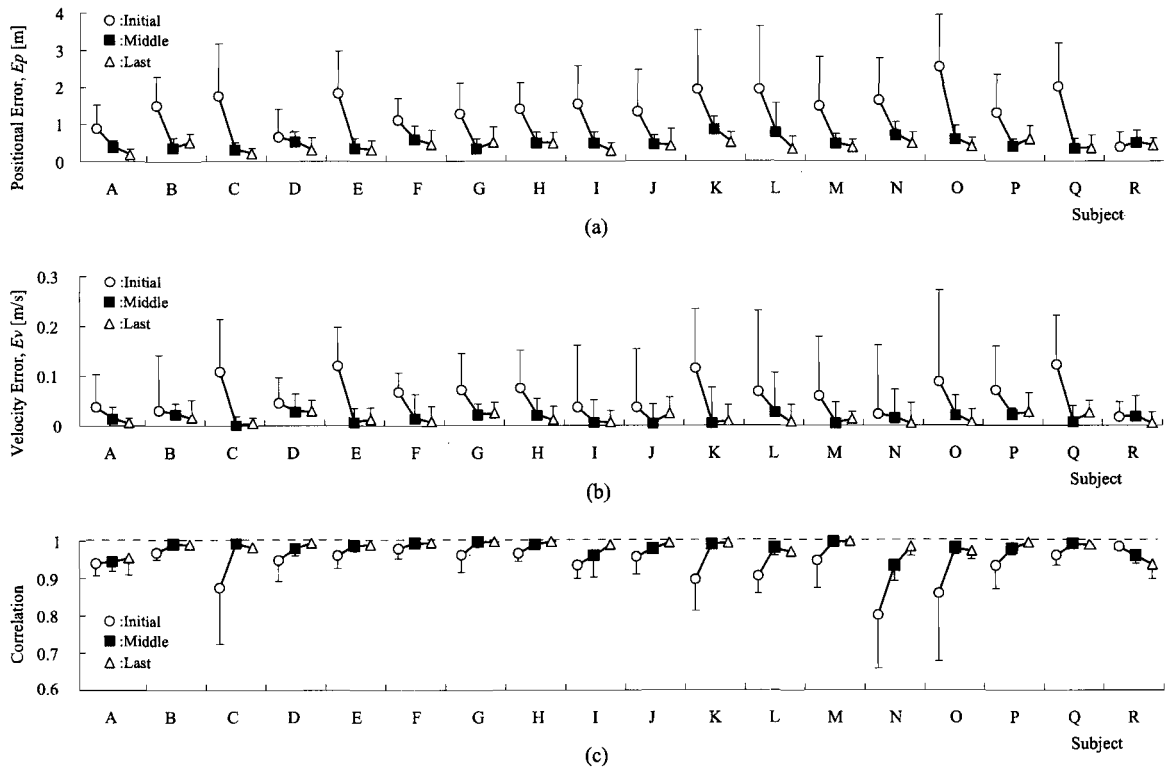 ○ :Initial
■ :Middle
△ :Last
Positional Error, Ep [m]
4
3
2
1
0
A B C D E F G H I J K L M N O P Q R
Subject
(a)
○ :Initial
■ :Middle
△ :Last
Velocity Error, Ev [m/s]
0.3
0.2
0.1
0
A B C D E F G H I J K L M N O P Q R
Subject
(b)
Correlation
1
0.9
0.8
0.7
0.6
○ :Initial
■ :Middle
△ :Last
A B C D E F G H I J K L M N O P Q R
Subject
(c)